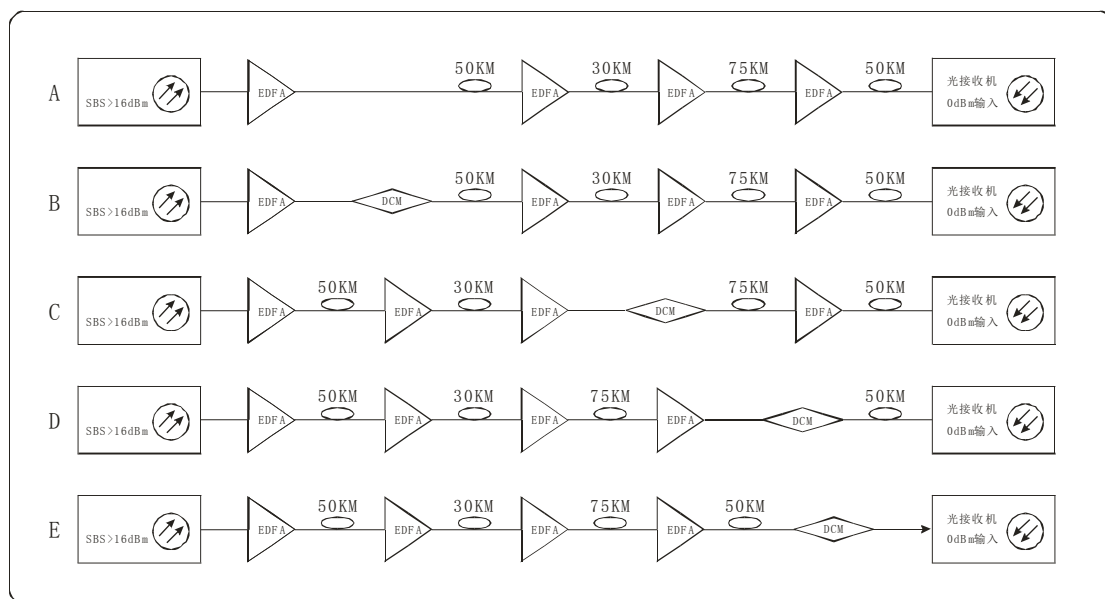 50KM 30KM 75KM 50KM
A SBS>16dBm EDFA EDFA EDFA EDFA 光接收机
0dBm输入
50KM 30KM 75KM 50KM
B SBS>16dBm EDFA DCM EDFA EDFA EDFA 光接收机
0dBm输入
50KM 30KM 75KM 50KM
C SBS>16dBm EDFA EDFA EDFA DCM EDFA 光接收机
0dBm输入
50KM 30KM 75KM 50KM
D SBS>16dBm EDFA EDFA EDFA EDFA DCM 光接收机
0dBm输入
50KM 30KM 75KM 50KM
E SBS>16dBm EDFA EDFA EDFA EDFA DCM 光接收机
0dBm输入